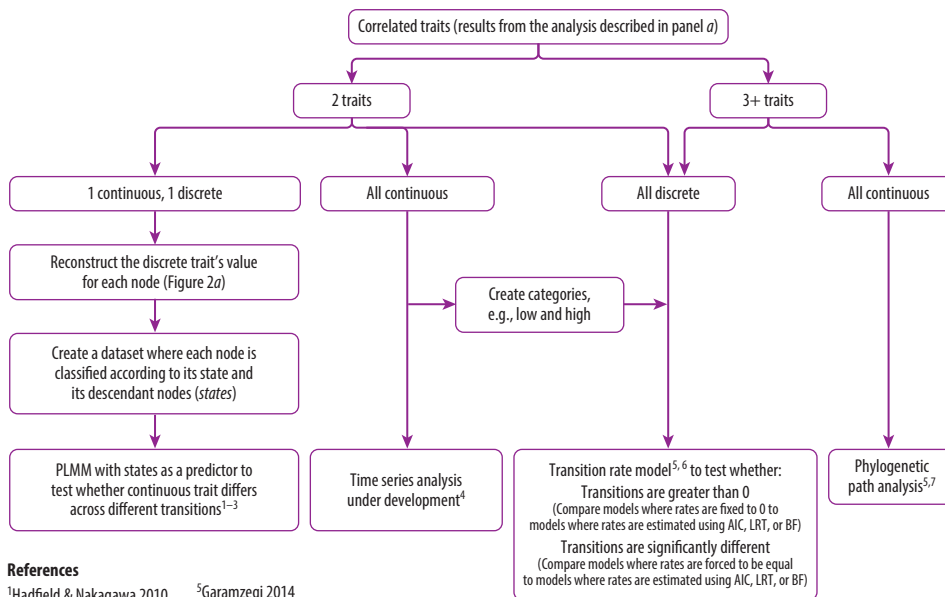 Correlated traits (results from the analysis described in panel a)
2 traits
3+ traits
1 continuous, 1 discrete
All continuous
All discrete
All continuous
Reconstruct the discrete trait's value
for each node (Figure 2a)
Create categories,
e.g., low and high
Create a dataset where each node is
classified according to its state and
its descendant nodes (states)
PLMM with states as a predictor to
test whether continuous trait differs
across different transitions1–3
Time series analysis
under development4
Transition rate model5, 6 to test whether:
Transitions are greater than 0
(Compare models where rates are fixed to 0 to
models where rates are estimated using AIC, LRT, or BF)
Transitions are significantly different
(Compare models where rates are forced to be equal
to models where rates are estimated using AIC, LRT, or BF)
Phylogenetic
path analysis5,7
References
1Hadfield & Nakagawa 2010
5Garamzegi 2014